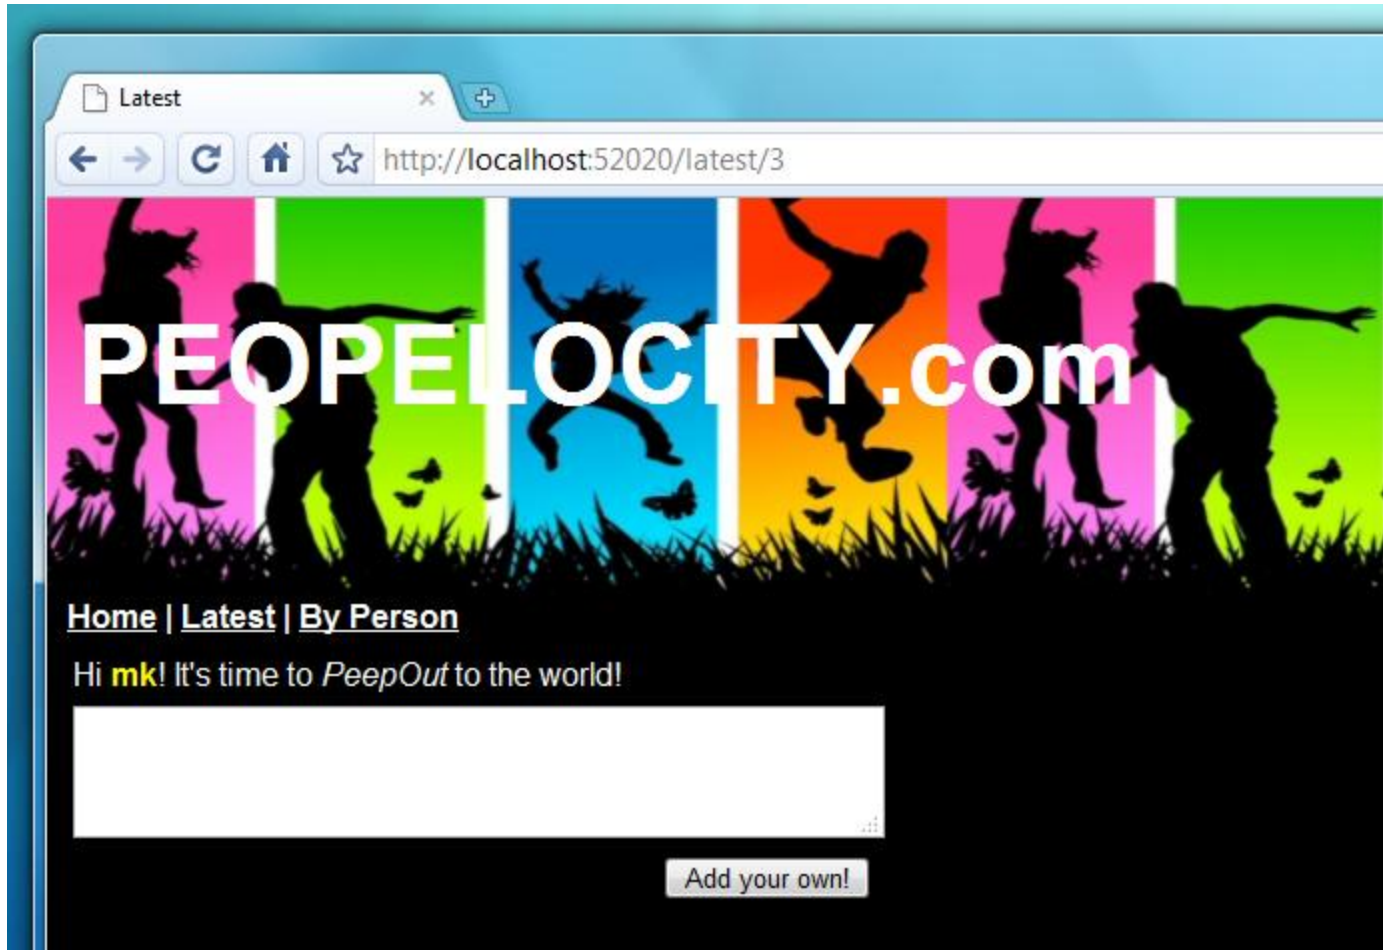 Latest
http://localhost:52020/latest/3
PEOPELOCITY.com
Home | Latest | By Person
Hi mk! It's time to PeepOut to the world!
Add your own!